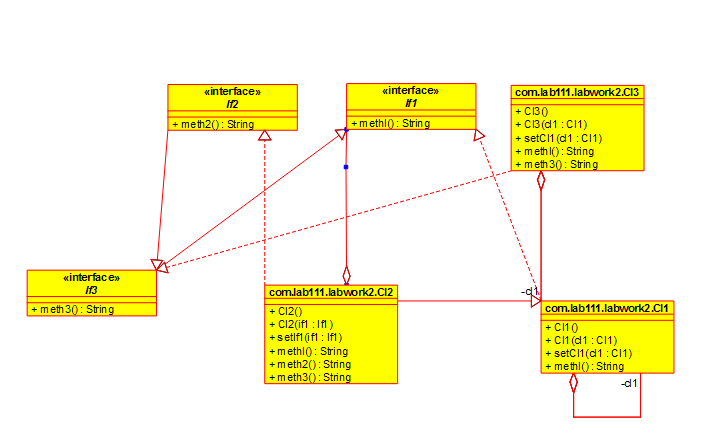 «interface»
If2
+ meth2() : String
«interface»
If1
+ methI() : String
com.lab111.labwork2.Cl3
+ Cl3()
+ Cl3(cl1 : Cl1)
+ setCl1(cl1 : Cl1)
+ methI() : String
+ meth3() : String
«interface»
If3
+ meth3() : String
com.lab111.labwork2.Cl2
+ Cl2()
+ Cl2(if1 : If1)
+ setIf1(if1 : If1)
+ methI() : String
+ meth2() : String
+ meth3() : String
-cl1
com.lab111.labwork2.Cl1
+ Cl1()
+ Cl1(cl1 : Cl1)
+ setCl1(cl1 : Cl1)
+ methI() : String
-cl1